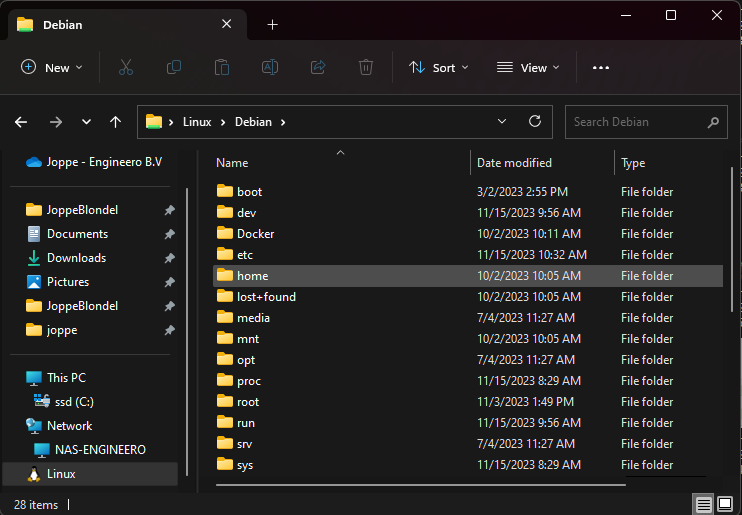 Debian
New
Sort
View
Linux
Debian
Search Debian
Joppe - Engineero B.V
JoppeBlondel
Documents
Downloads
Pictures
JoppeBlondel
joppe
This PC
ssd (C:)
Network
NAS-ENGINEERO
Linux
Name Date modified Type
boot 3/2/2023 2:55 PM File folder
dev 11/15/2023 9:56 AM File folder
Docker 10/2/2023 10:11 AM File folder
etc 11/15/2023 10:32 AM File folder
home 10/2/2023 10:05 AM File folder
lost+found 10/2/2023 10:05 AM File folder
media 7/4/2023 11:27 AM File folder
mnt 10/2/2023 10:05 AM File folder
opt 7/4/2023 11:27 AM File folder
proc 11/15/2023 8:29 AM File folder
root 11/3/2023 1:49 PM File folder
run 11/15/2023 9:56 AM File folder
srv 7/4/2023 11:27 AM File folder
sys 11/15/2023 8:29 AM File folder
28 items